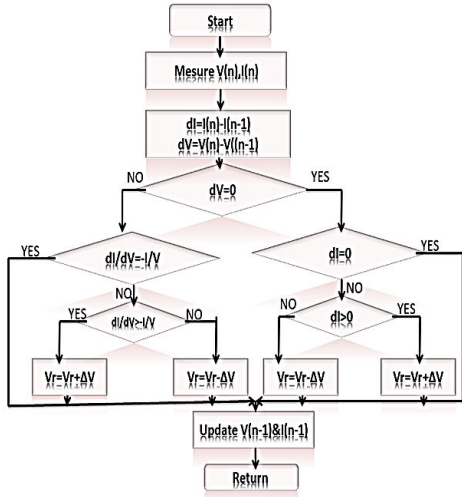 Start
Mesure V(n),I(n)
dI=I(n)-I(n-1)
dV=V(n)-V((n-1)
NO
YES
dV=0
YES
dI/dV=-I/V
dI=0
YES
NO
NO
YES
dI/dV>-I/V
NO
NO
dI>0
YES
Vr=Vr+ΔV
Vr=Vr-ΔV
Vr=Vr-ΔV
Vr=Vr+ΔV
Update V(n-1)&I(n-1)
Return